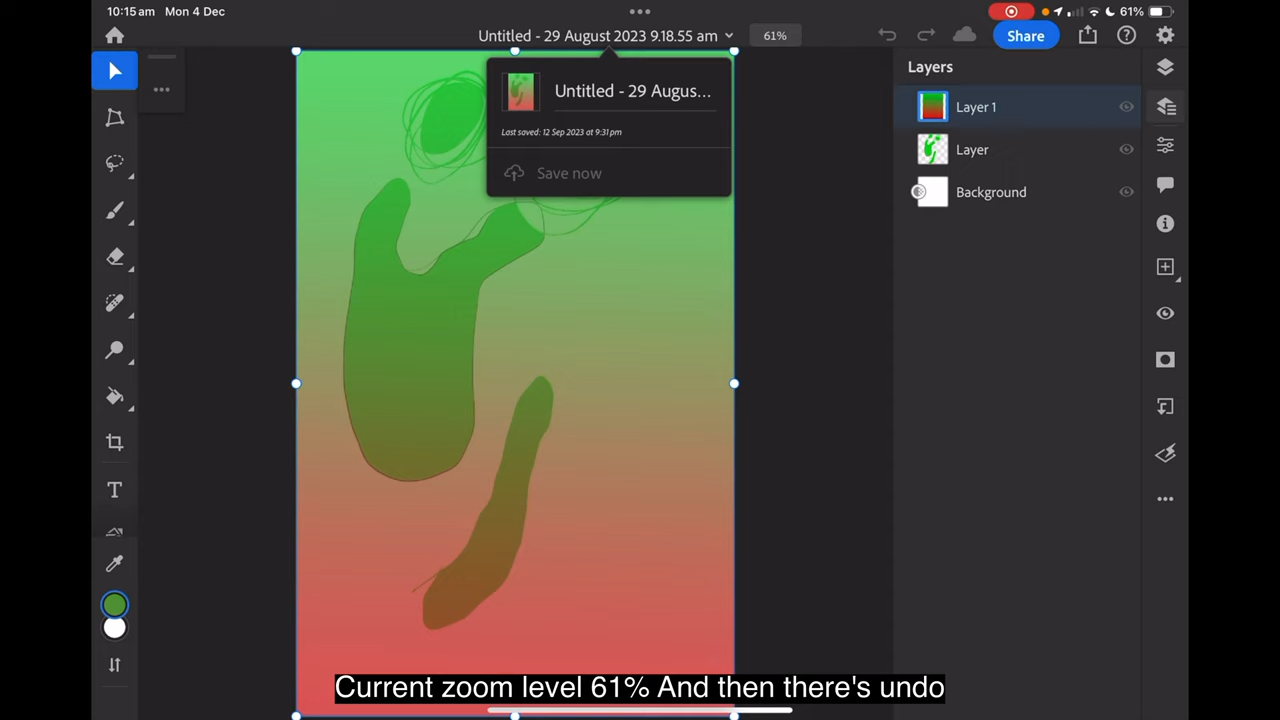 10:15 am Mon 4 Dec
61%
Untitled - 29 August 2023 9.18.55 am
61%
Share
Untitled - 29 Augus...
Last saved: 12 Sep 2023 at 9:31pm
Save now
Layers
Layer 1
Layer
Background
T
Current zoom level 61% And then there's undo